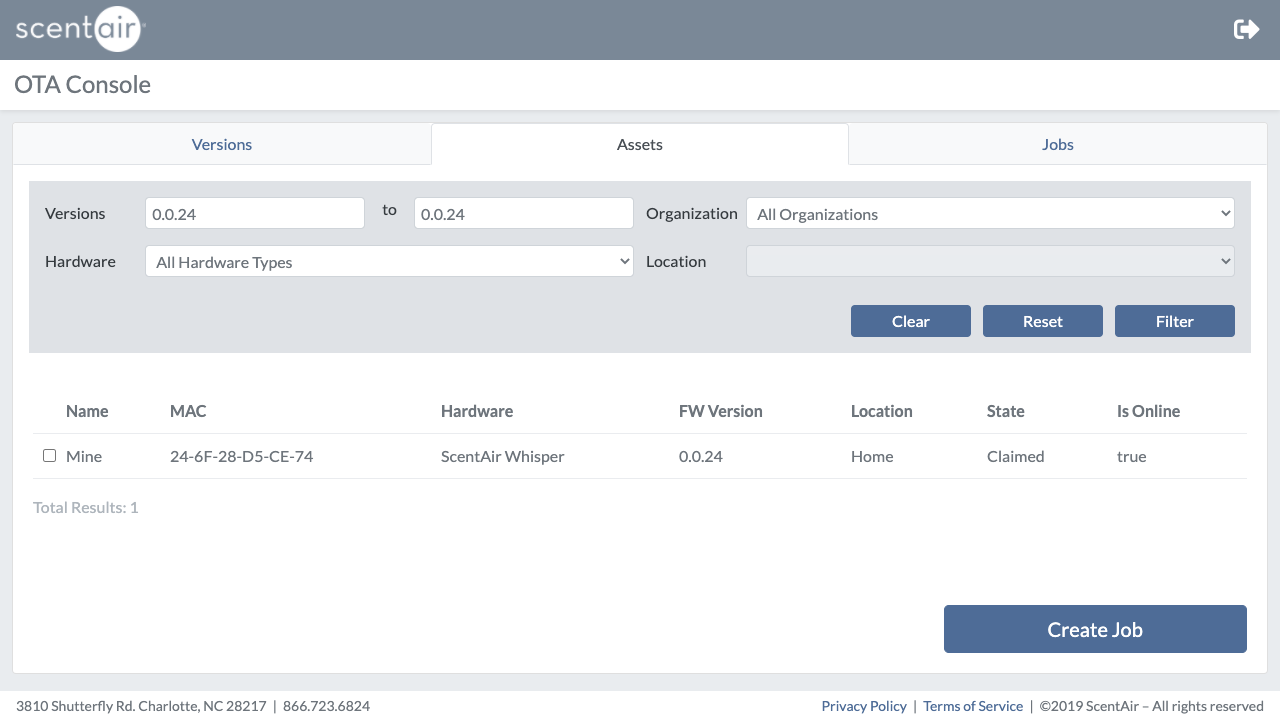 scentair
OTA Console
Versions Assets Jobs
Versions 0.0.24 to 0.0.24 Organization All Organizations
Hardware All Hardware Types Location
Clear Reset Filter
Name MAC Hardware FW Version Location State Is Online
Mine 24-6F-28-D5-CE-74 ScentAir Whisper 0.0.24 Home Claimed true
Total Results: 1
Create Job
3810 Shutterfly Rd. Charlotte, NC 28217 | 866.723.6824 Privacy Policy | Terms of Service | ©2019 ScentAir – All rights reserved